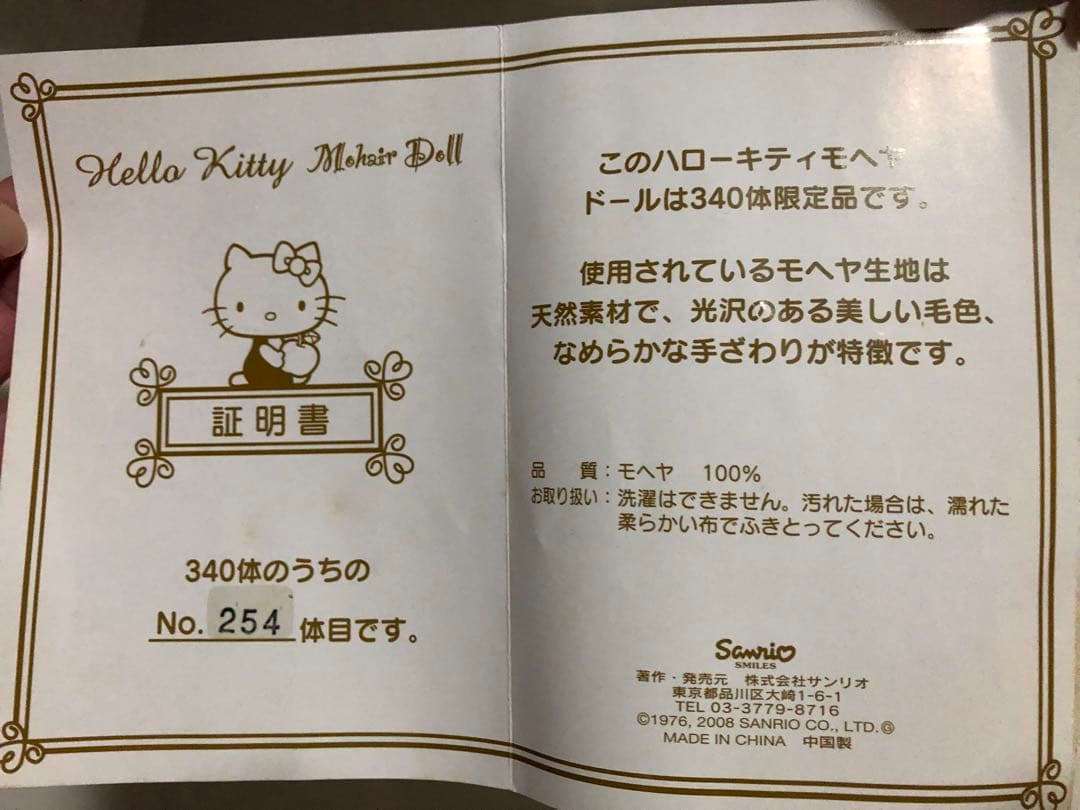 Hello Kitty Mohair Doll
証明書
340体のうちの
No. 254 体目です。
このハローキティモヘヤ
ドールは340体限定品です。
使用されているモヘヤ生地は
天然素材で、光沢のある美しい毛色、
なめらかな手ざわりが特徴です。
品 質：モヘヤ 100%
お取り扱い：洗濯はできません。汚れた場合は、濡れた
柔らかい布でふきとってください。
Sanrio
SMILES
著作・発売元 株式会社サンリオ
東京都品川区大崎1-6-1
TEL 03-3779-8716
©1976, 2008 SANRIO CO., LTD.Ⓖ
MADE IN CHINA 中国製